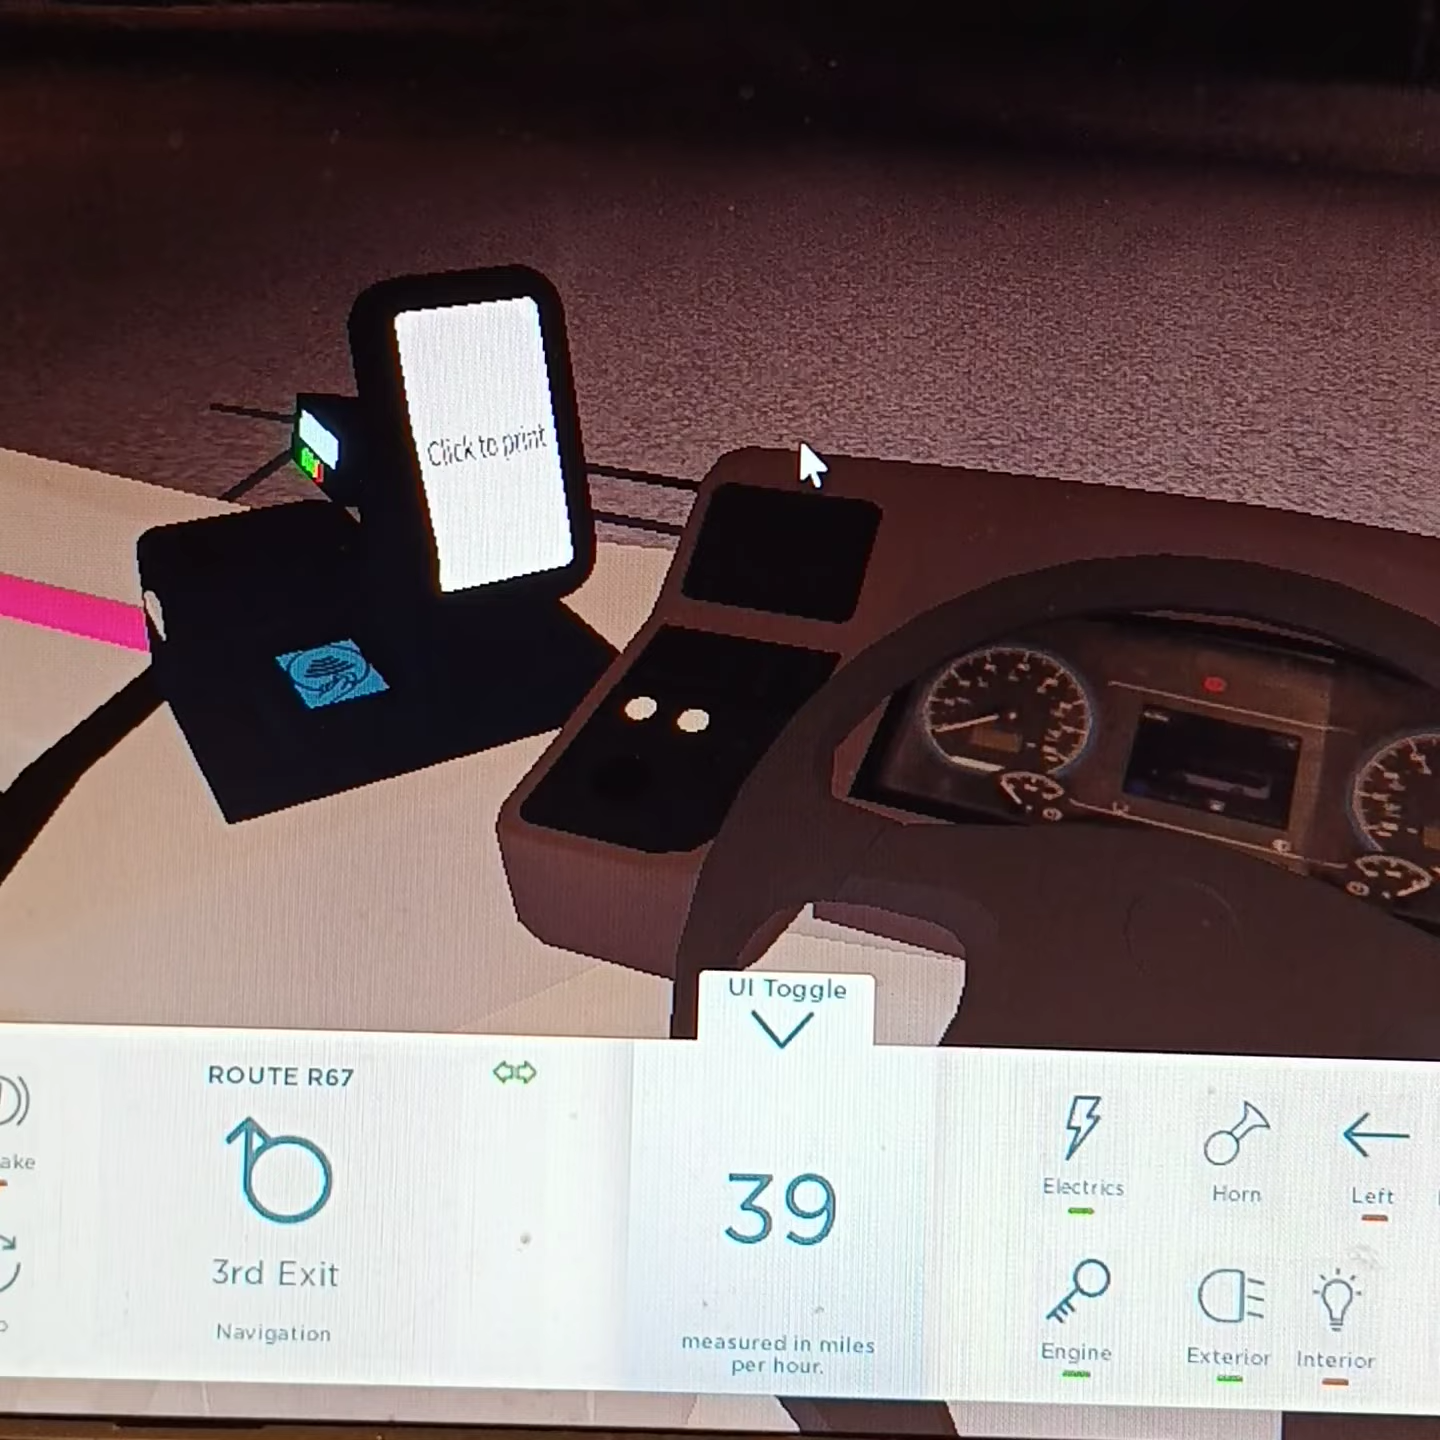 Click to print
UI Toggle
ROUTE R67
3rd Exit
Navigation
39
measured in miles
per hour.
Electrics
Horn
Left
Engine
Exterior
Interior
ake